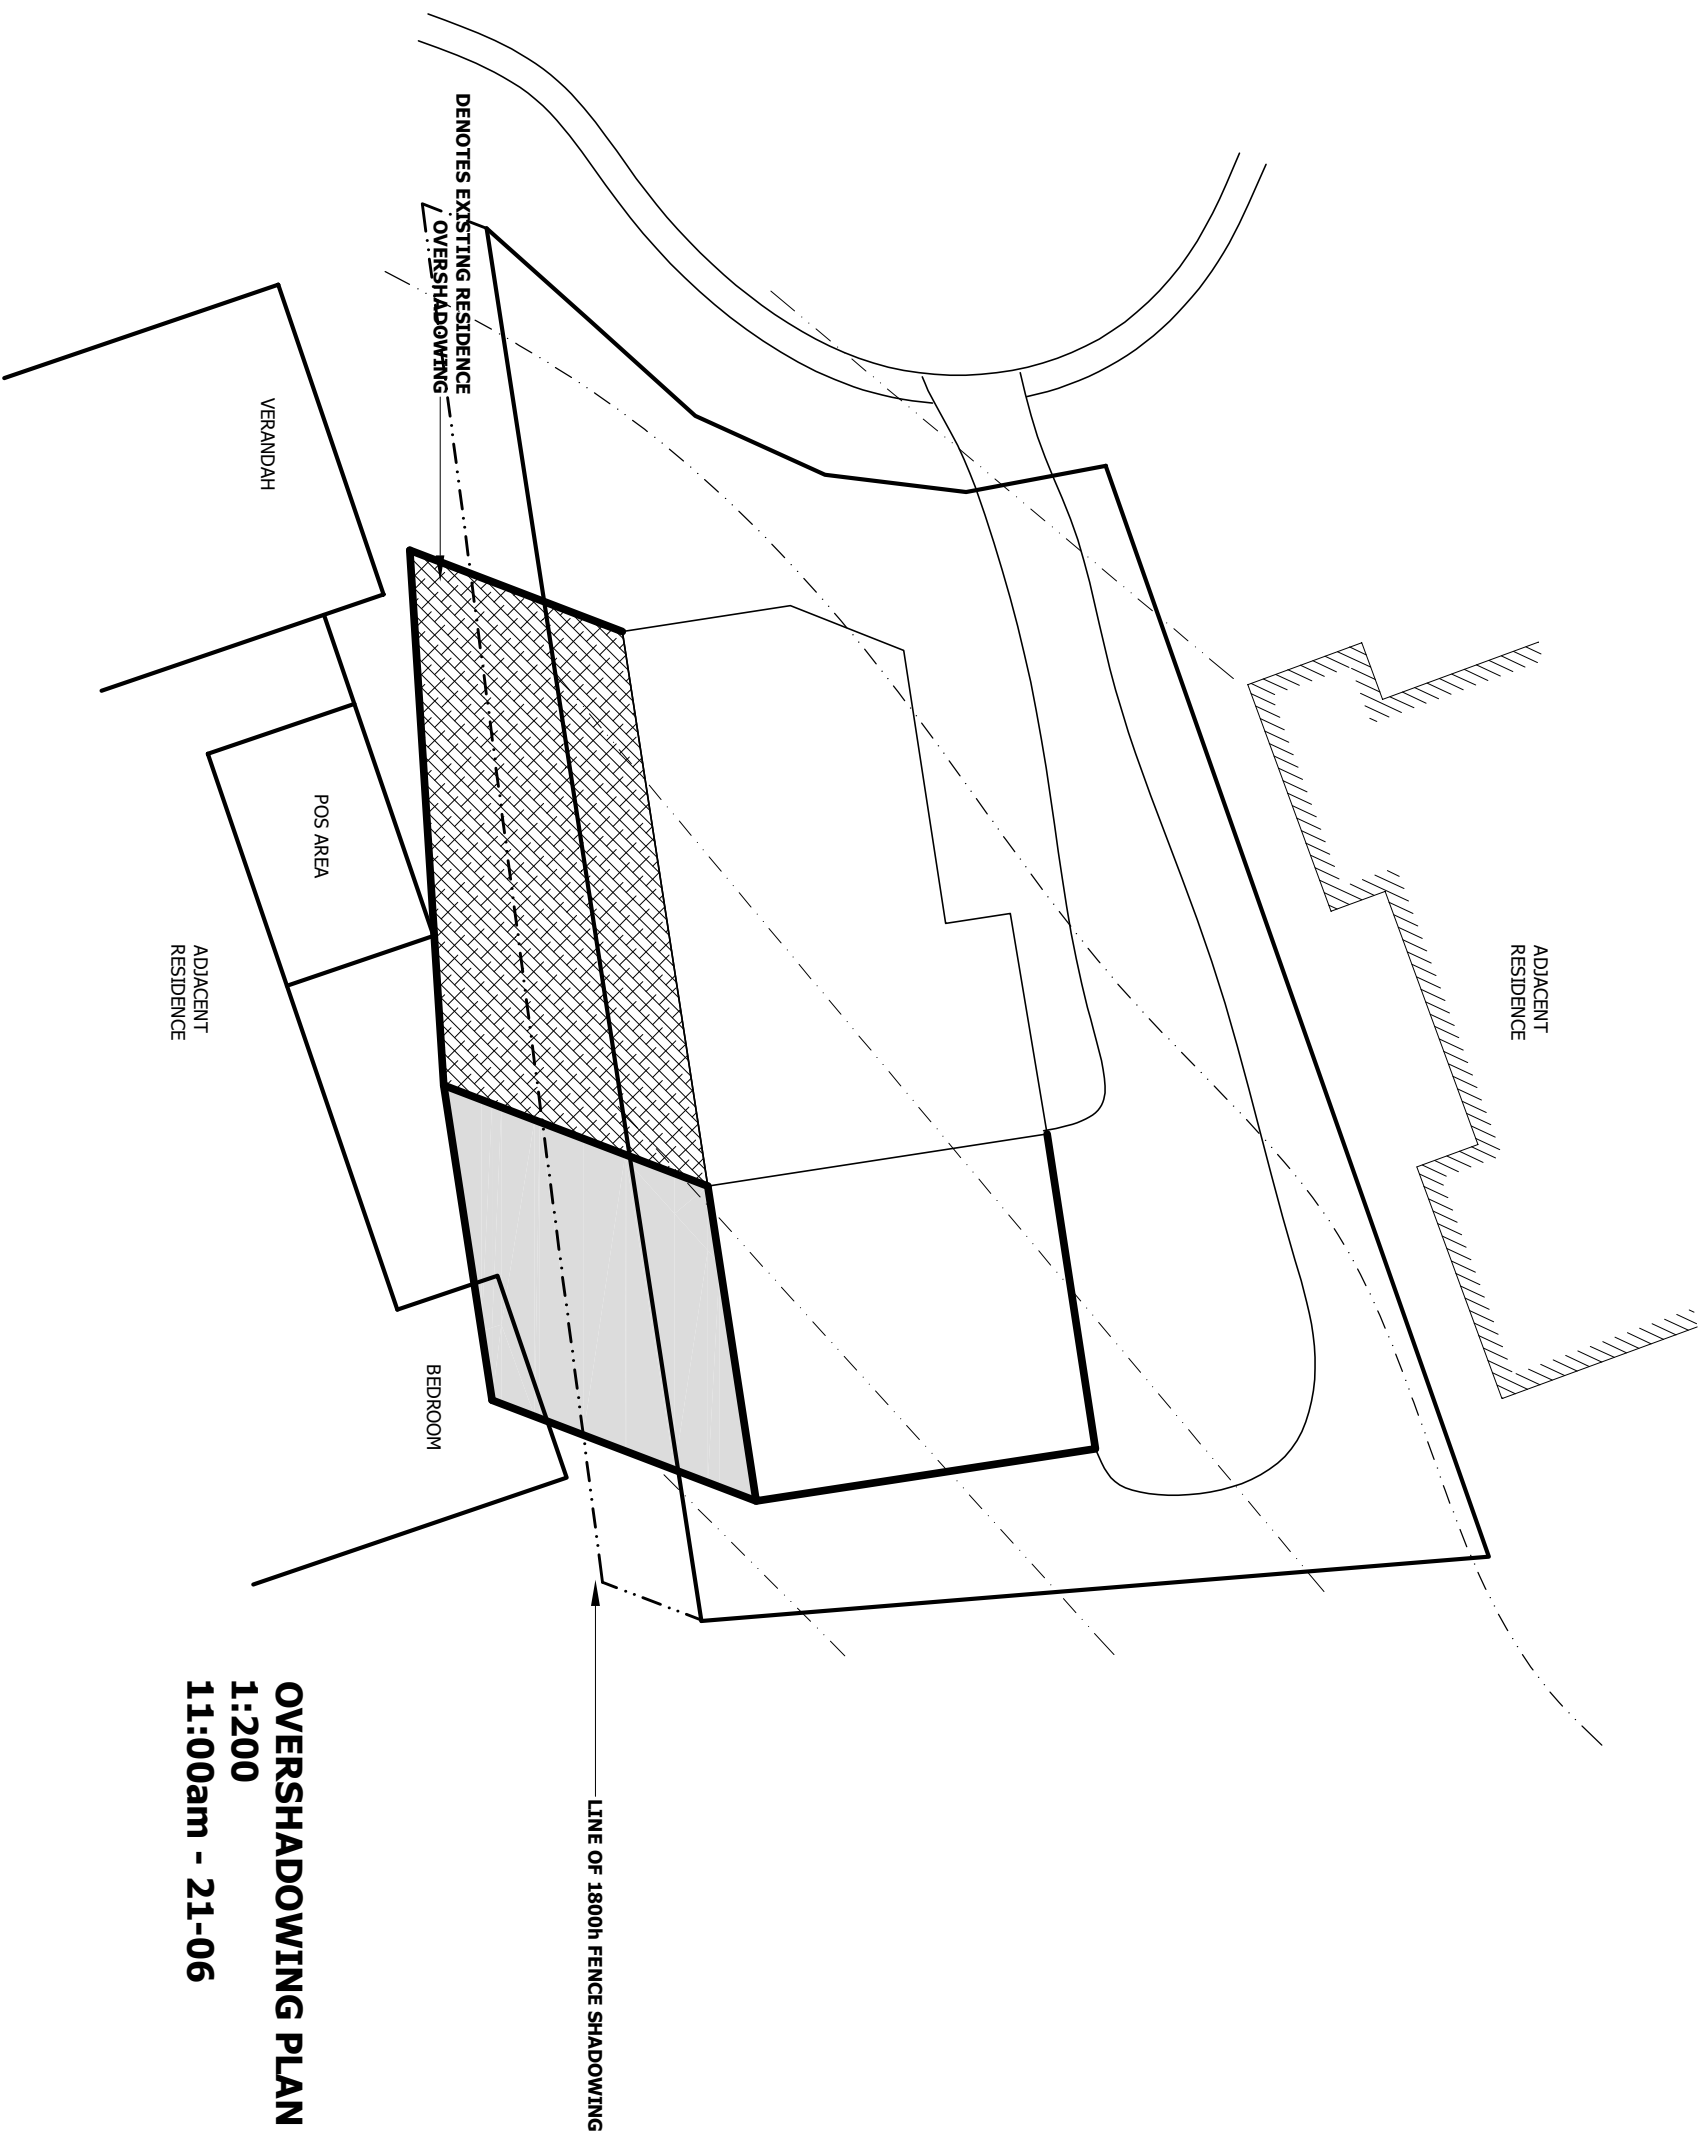 DENOTES EXISTING RESIDENCE
OVERSHADOWING
VERANDAH
POS AREA
ADJACENT
RESIDENCE
ADJACENT
RESIDENCE
BEDROOM
LINE OF 1800h FENCE SHADOWING
OVERSHADOWING PLAN
1:200
11:00am - 21-06